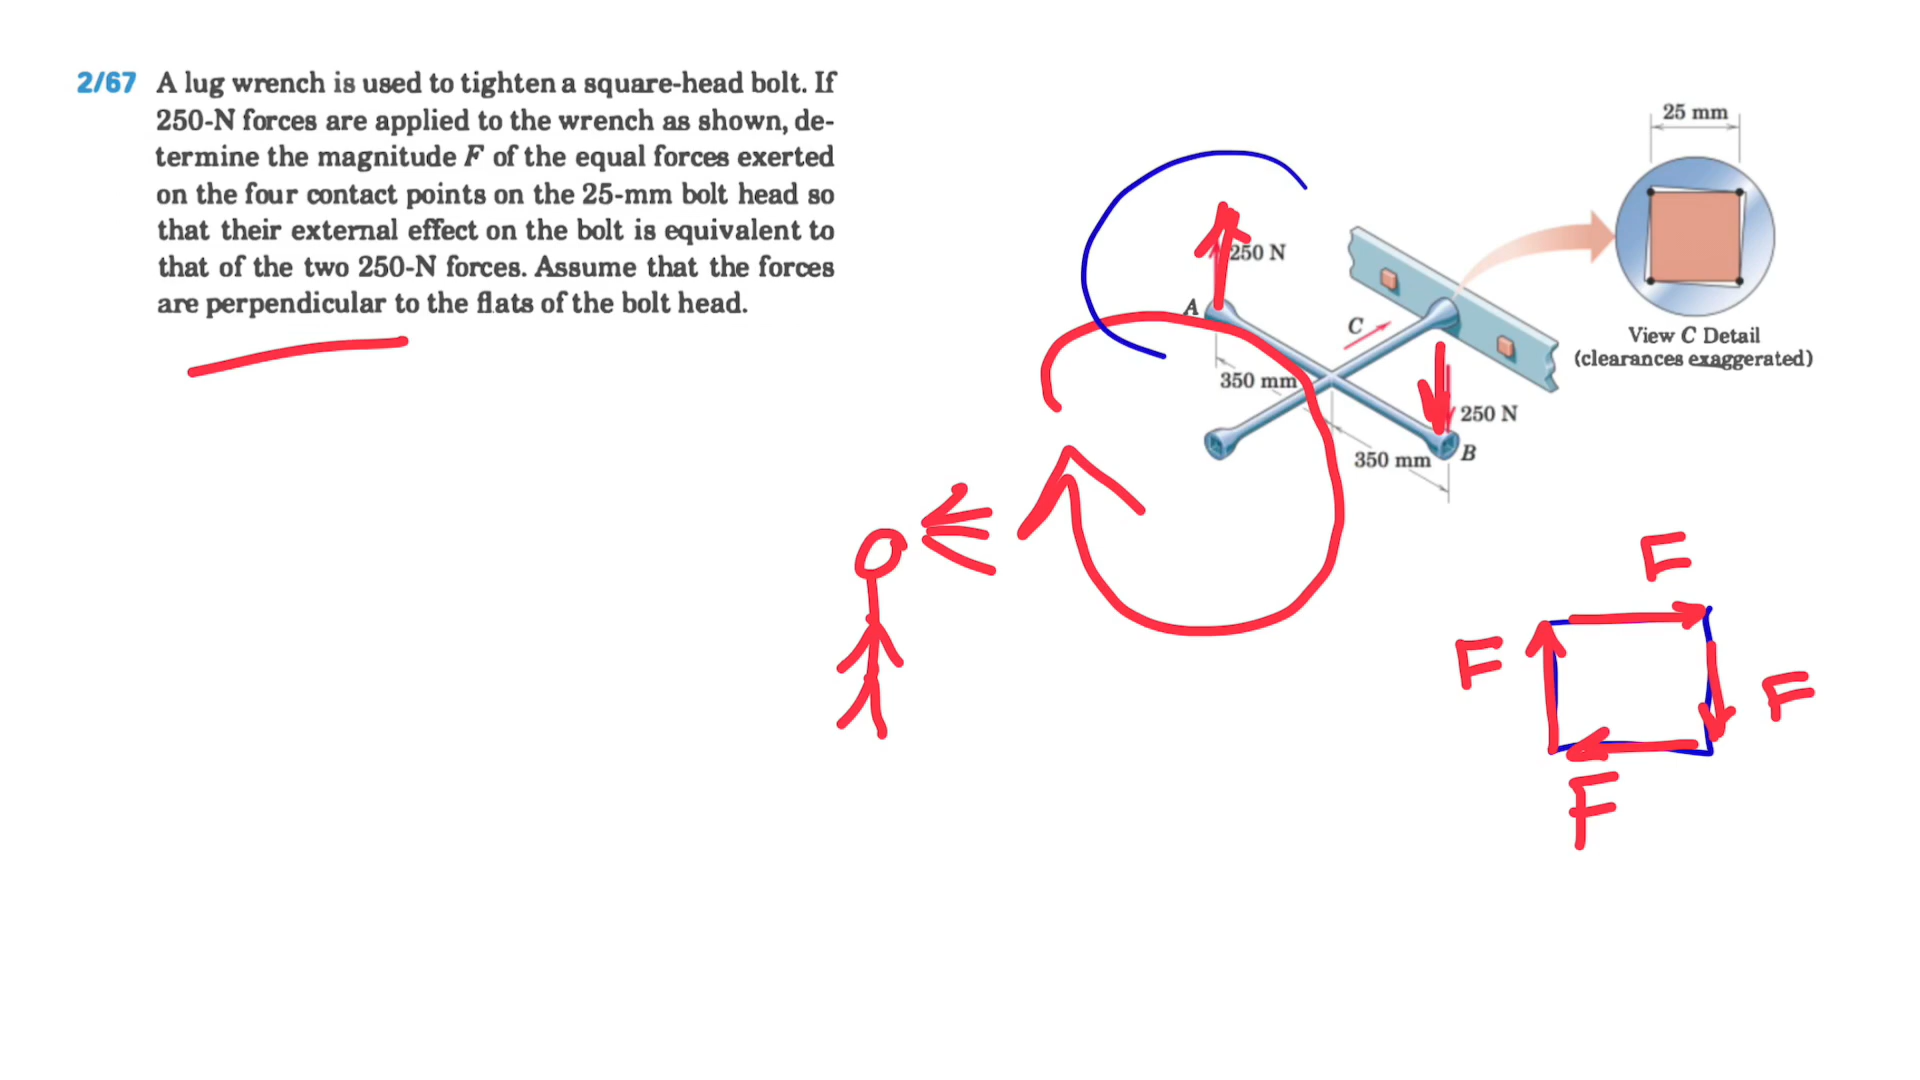 2/67 A lug wrench is used to tighten a square-head bolt. If
250-N forces are applied to the wrench as shown, de-
termine the magnitude F of the equal forces exerted
on the four contact points on the 25-mm bolt head so
that their external effect on the bolt is equivalent to
that of the two 250-N forces. Assume that the forces
are perpendicular to the flats of the bolt head.
25 mm
250 N
A
C
View C Detail
(clearances exaggerated)
350 mm
250 N
350 mm
B
F
F
F
F